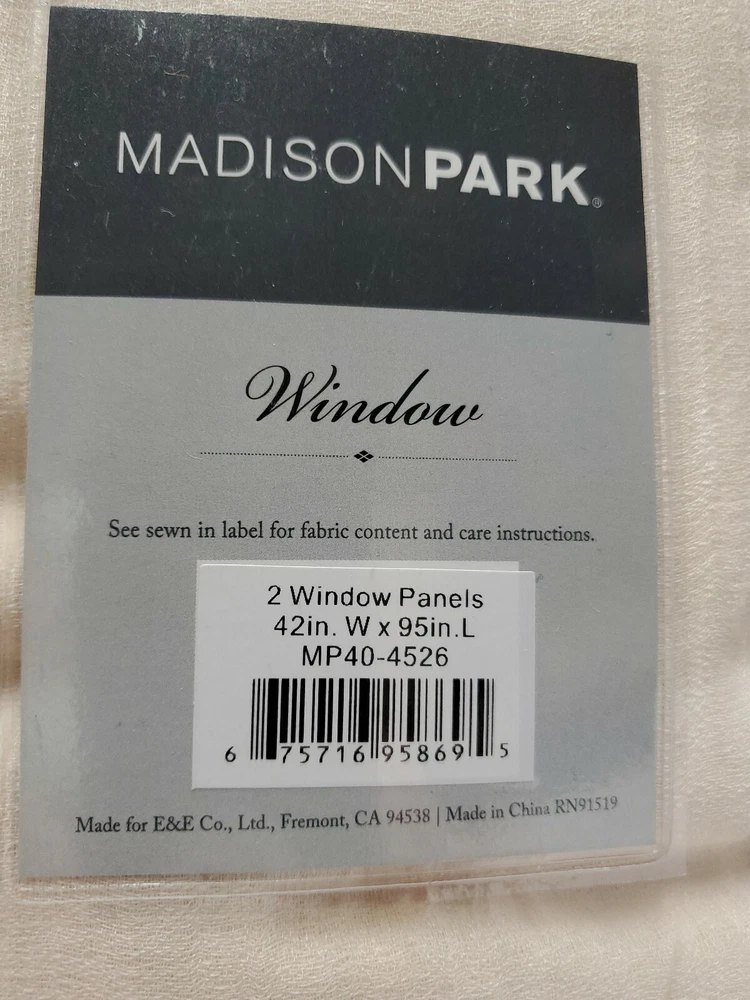 MADISONPARK®
Window
See sewn in label for fabric content and care instructions.
2 Window Panels
42in. W x 95in.L
MP40-4526
6 75716 95869 5
Made for E&E Co., Ltd., Fremont, CA 94538 | Made in China RN91519